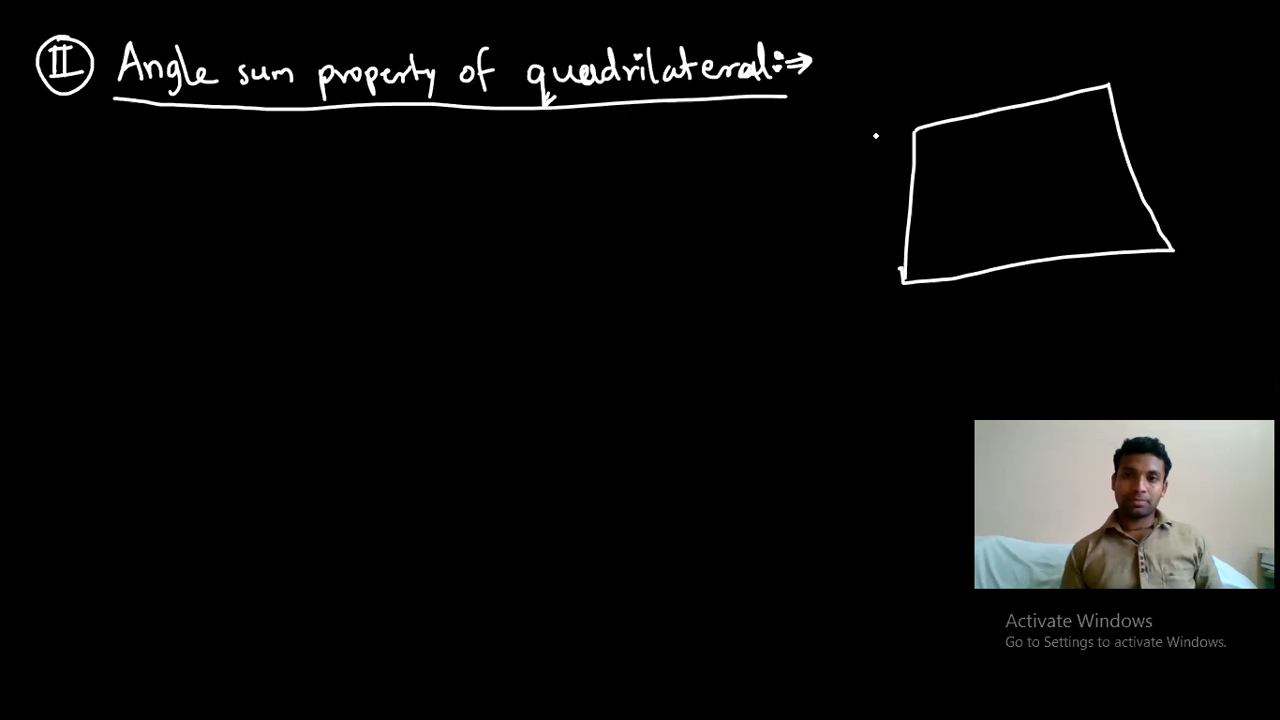 II Angle sum property of quadrilateral:⇒
Activate Windows
Go to Settings to activate Windows.